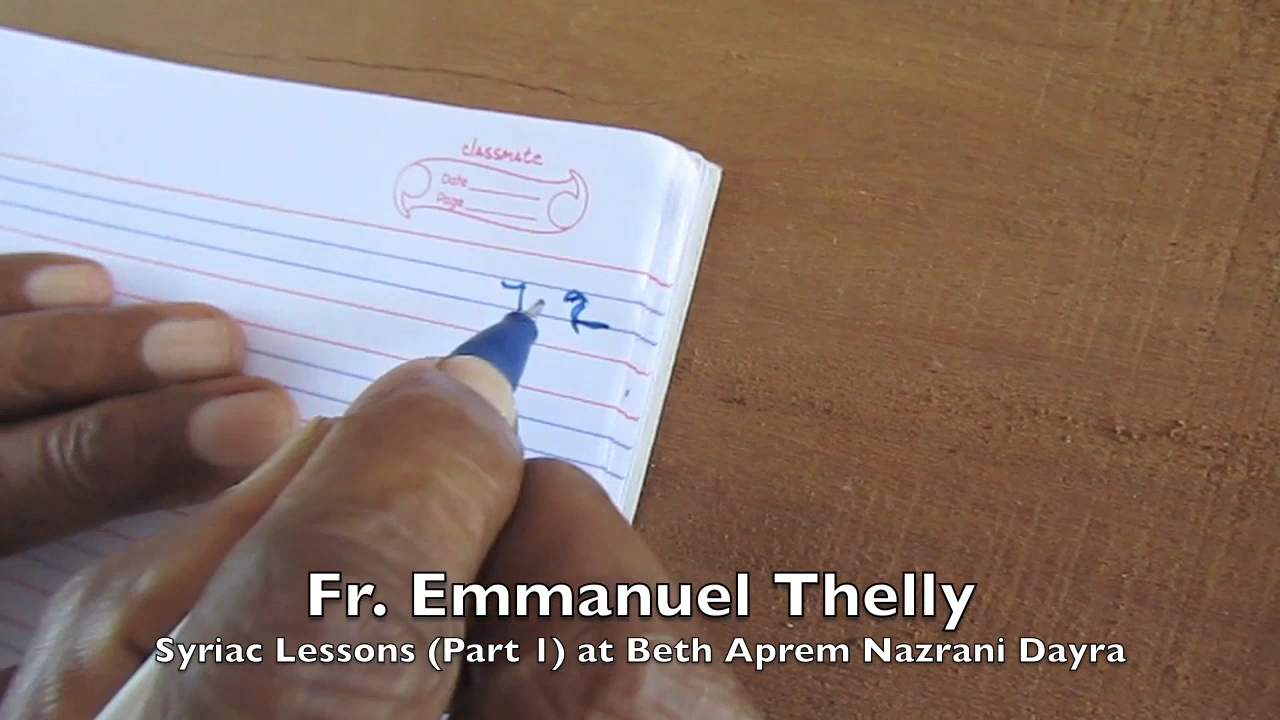 classmate
Date
Page
ܐ ܒ
Fr. Emmanuel Thelly
Syriac Lessons (Part 1) at Beth Aprem Nazrani Dayra